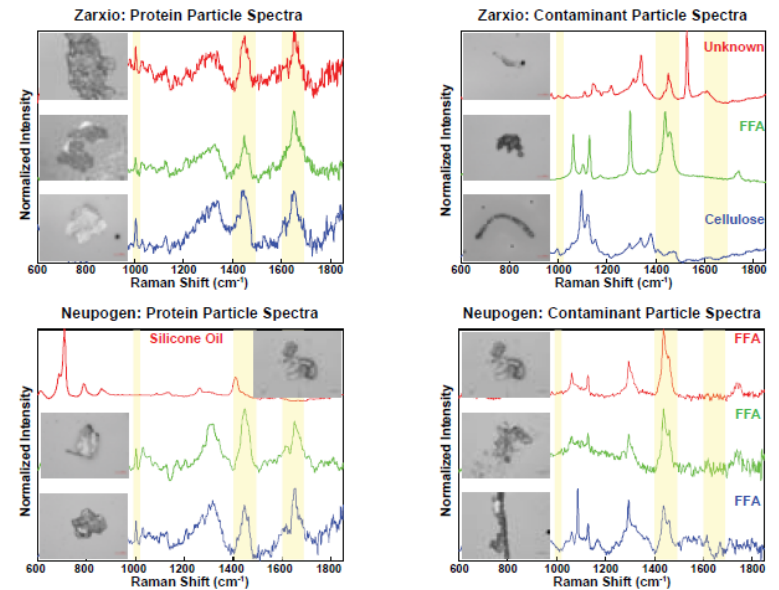 Zarxio: Protein Particle Spectra
Normalized Intensity
600 800 1000 1200 1400 1600 1800
Raman Shift (cm-1)
Zarxio: Contaminant Particle Spectra
Unknown
FFA
Cellulose
Normalized Intensity
600 800 1000 1200 1400 1600 1800
Raman Shift (cm-1)
Neupogen: Protein Particle Spectra
Silicone Oil
Normalized Intensity
600 800 1000 1200 1400 1600 1800
Raman Shift (cm-1)
Neupogen: Contaminant Particle Spectra
FFA
FFA
FFA
Normalized Intensity
600 800 1000 1200 1400 1600 1800
Raman Shift (cm-1)